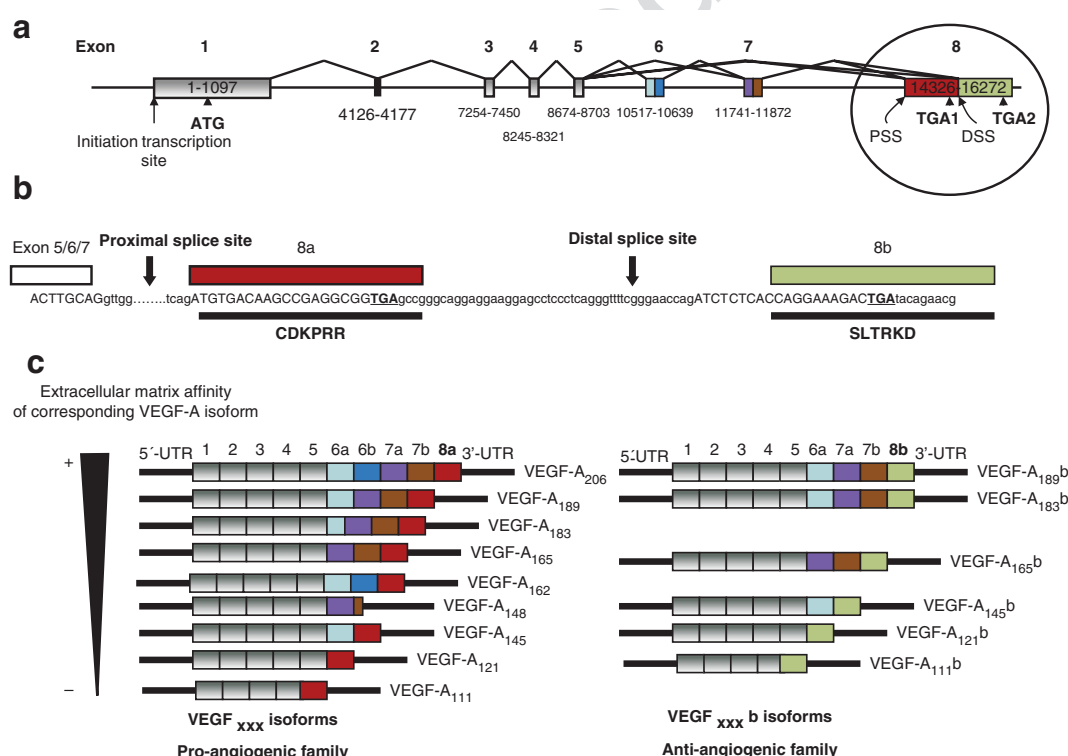 a
Exon 1 2 3 4 5 6 7 8
1-1097
14326-16272
ATG
4126-4177
7254-7450
8674-8703
10517-10639
11741-11872
8245-8321
TGA1
TGA2
PSS
DSS
Initiation transcription
site
b
Exon 5/6/7
Proximal splice site
8a
Distal splice site
8b
ACTTGCAGgttgg........tcagATGTGACAAGCCGAGGCGGTGAgccgggcaggaggaaggagcctccctcagggttttcgggaaccagATCTCTCACCAGGAAAGACTGAtacagaacg
CDKPRR
SLTRKD
c
Extracellular matrix affinity
of corresponding VEGF-A isoform
+
–
5´-UTR 1 2 3 4 5 6a 6b 7a 7b 8a 3'-UTR
VEGF-A206
VEGF-A189
VEGF-A183
VEGF-A165
VEGF-A162
VEGF-A148
VEGF-A145
VEGF-A121
VEGF-A111
VEGF xxx isoforms
Pro-angiogenic family
5'-UTR 1 2 3 4 5 6a 7a 7b 8b 3'-UTR
VEGF-A189b
VEGF-A183b
VEGF-A165b
VEGF-A145b
VEGF-A121b
VEGF-A111b
VEGF xxx b isoforms
Anti-angiogenic family